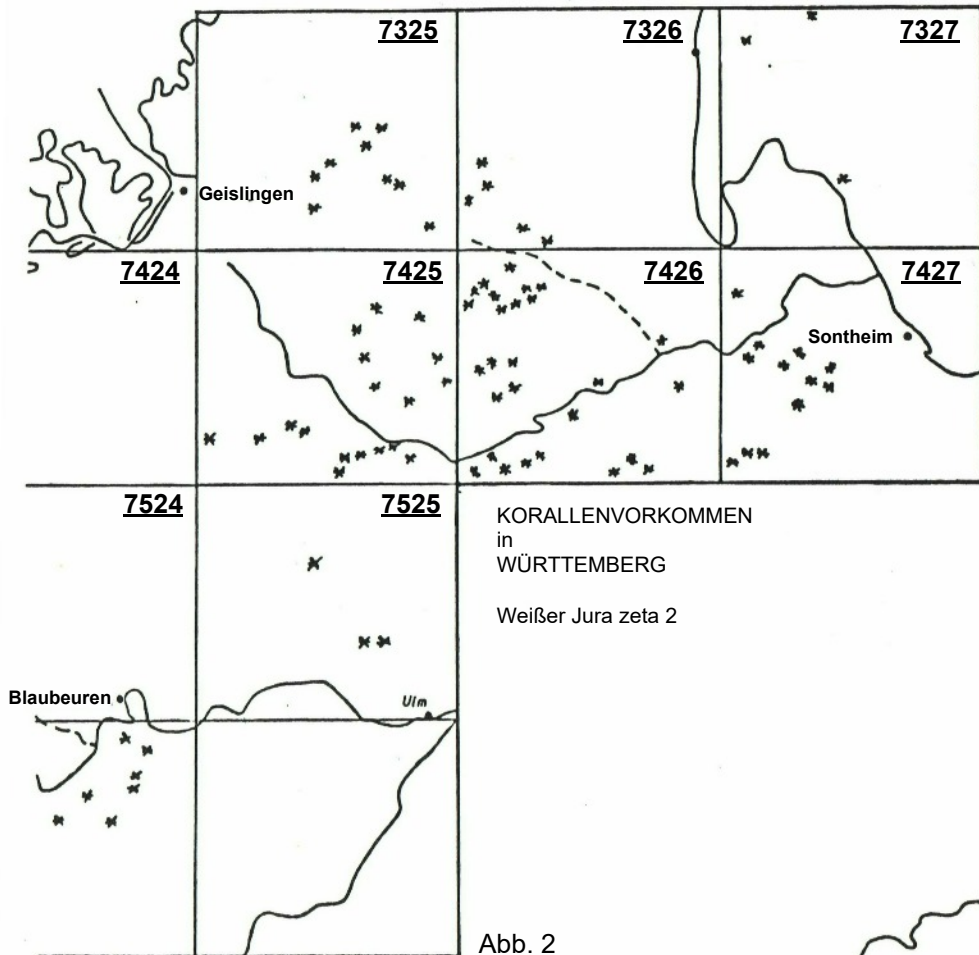 7325
7326
7327
Geislingen
7424
7425
7426
7427
Sontheim
7524
7525
KORALLENVORKOMMEN
in
WÜRTTEMBERG
Weißer Jura zeta 2
Blaubeuren
Ulm
Abb. 2